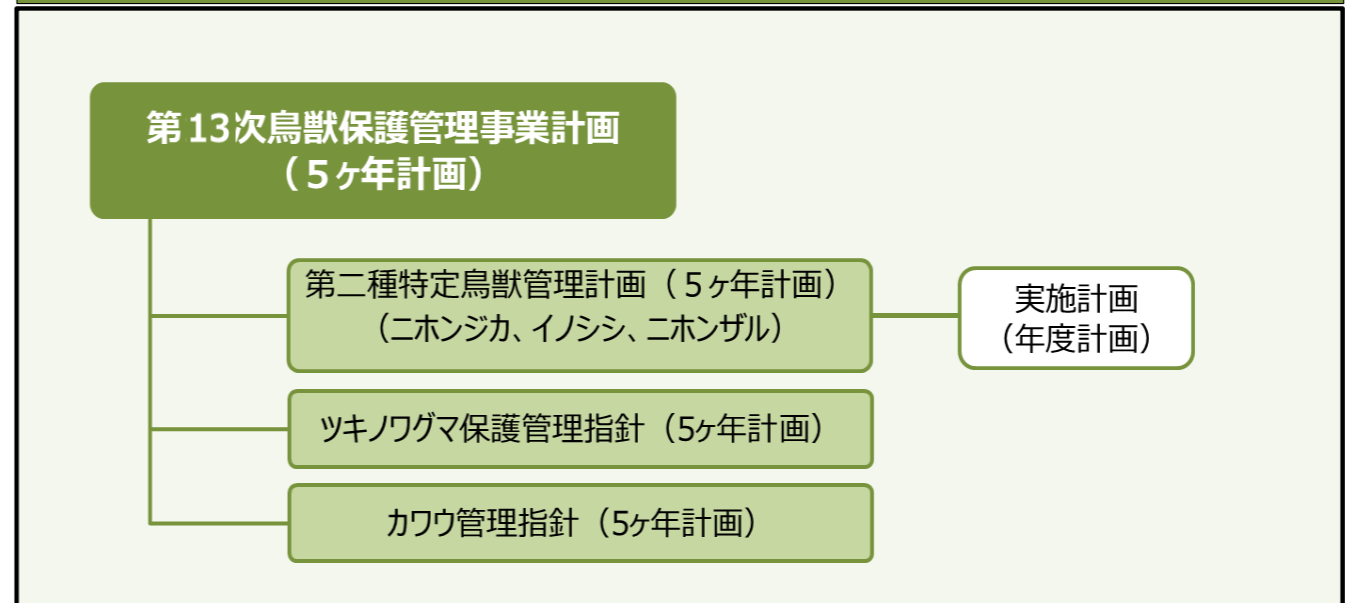 第13次鳥獣保護管理事業計画
（５ヶ年計画）
第二種特定鳥獣管理計画（５ヶ年計画）
（ニホンジカ、イノシシ、ニホンザル）
実施計画
（年度計画）
ツキノワグマ保護管理指針（5ヶ年計画）
カワウ管理指針（5ヶ年計画）